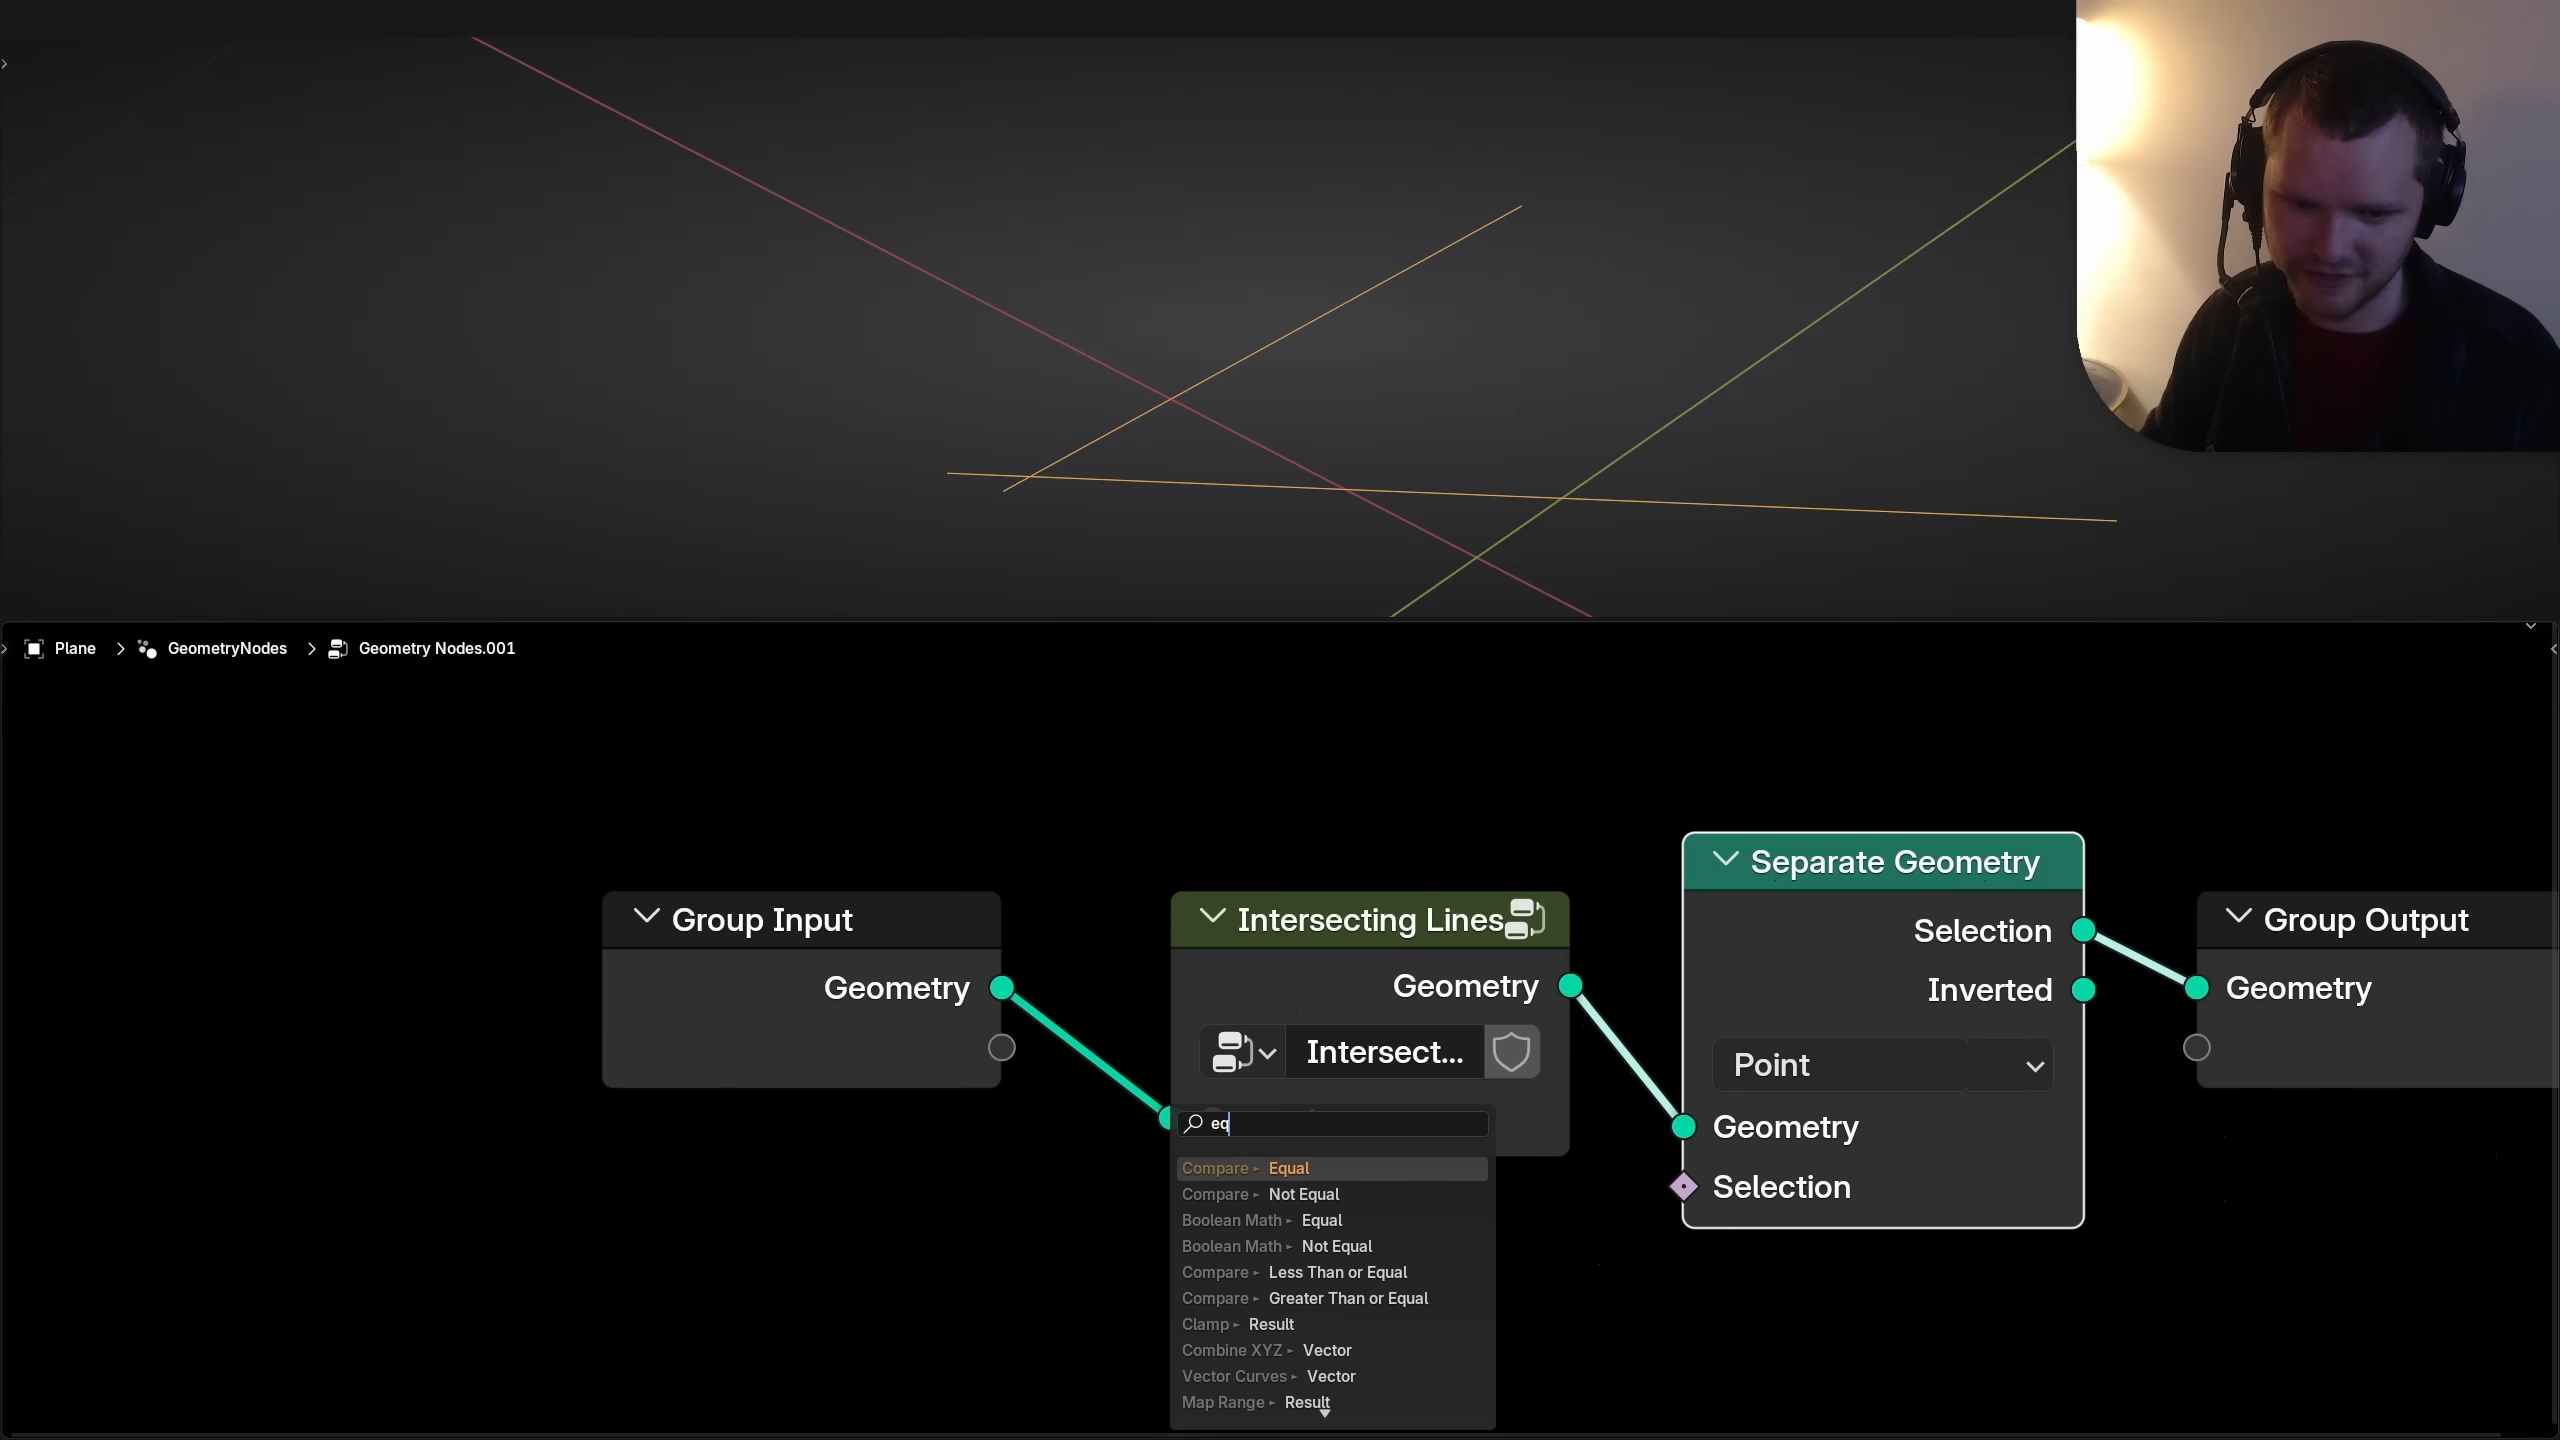 Plane
GeometryNodes
Geometry Nodes.001
Group Input
Geometry
Intersecting Lines
Geometry
Intersect...
eq
Compare Equal
Compare Not Equal
Boolean Math Equal
Boolean Math Not Equal
Compare Less Than or Equal
Compare Greater Than or Equal
Clamp Result
Combine XYZ Vector
Vector Curves Vector
Map Range Result
Separate Geometry
Selection
Inverted
Point
Geometry
Selection
Group Output
Geometry